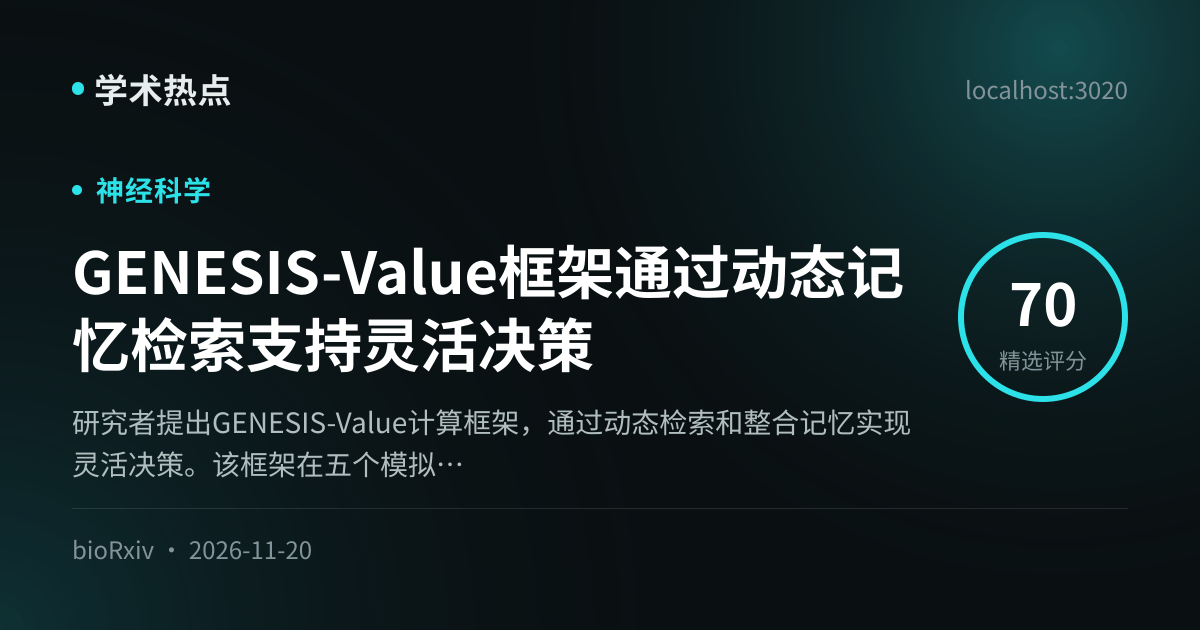 学术热点
localhost:3020
神经科学
GENESIS-Value框架通过动态记
忆检索支持灵活决策
70
精选评分
研究者提出GENESIS-Value计算框架，通过动态检索和整合记忆实现
灵活决策。该框架在五个模拟…
bioRxiv • 2026-11-20